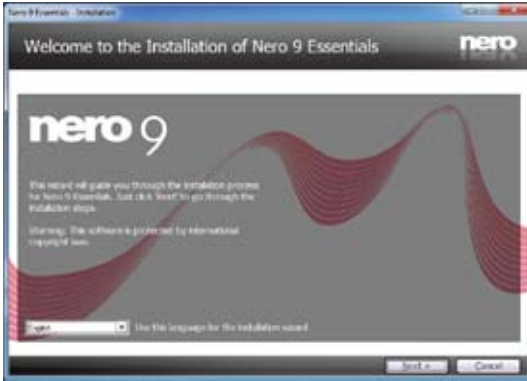 Nero 9 Essentials - Installation
Welcome to the Installation of Nero 9 Essentials
nero
nero 9
This wizard will guide you through the installation process
for Nero 9 Essentials. Just click 'Next' to go through the
installation steps.
Warning: This software is protected by international
copyright laws.
English
Use this language for the installation wizard
Next >
Cancel